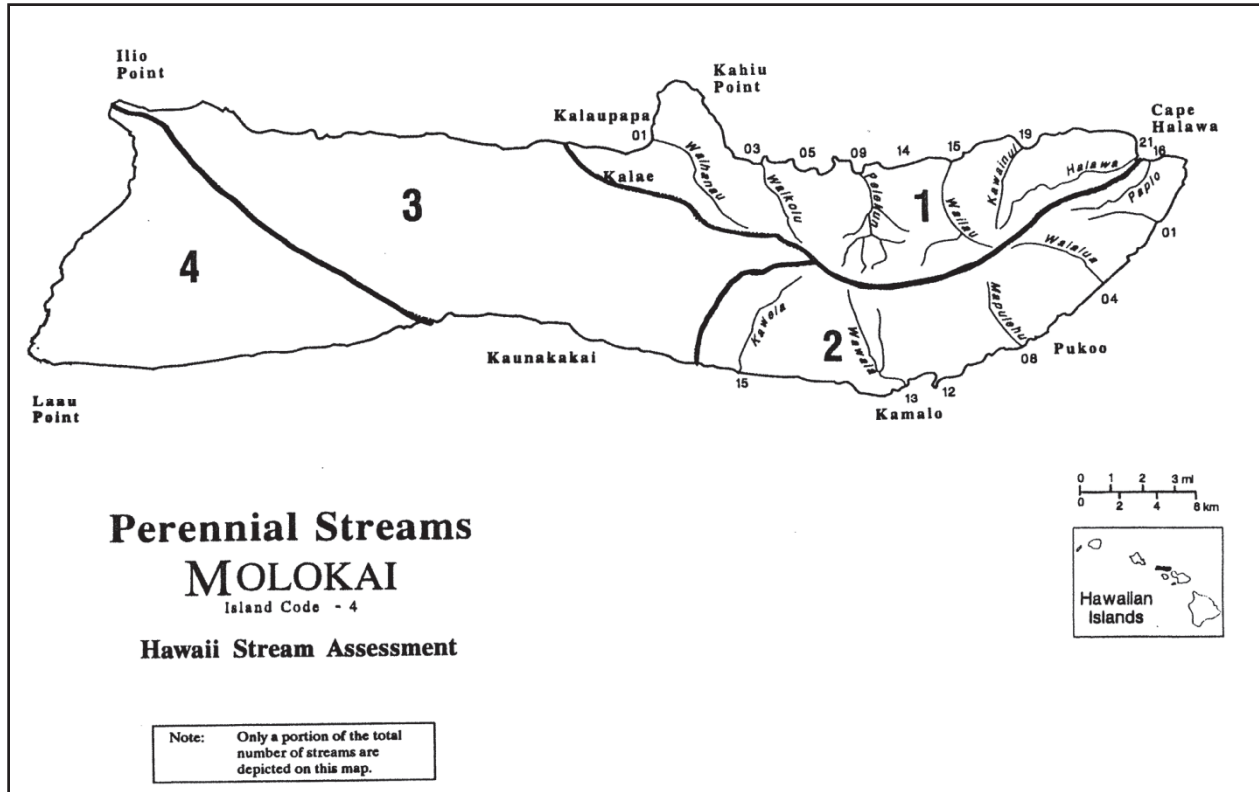 Ilio
Point
Kahiu
Point
Kalaupapa
Cape
Halawa
01
03
05
09
14
15
19
21
16
Kalae
Waihanau
Waikolu
Pelekun
Wailau
Kawainui
Halawa
Papio
1
3
4
2
01
Waialua
04
Mapulehu
08
Pukoo
Kawela
Wawaia
15
Kaunakakai
13
12
Kamalo
Laau
Point
0 1 2 3 mi
0 2 4 6 km
Perennial Streams
MOLOKAI
Island Code - 4
Hawaii Stream Assessment
Hawaiian
Islands
Note: Only a portion of the total
number of streams are
depicted on this map.